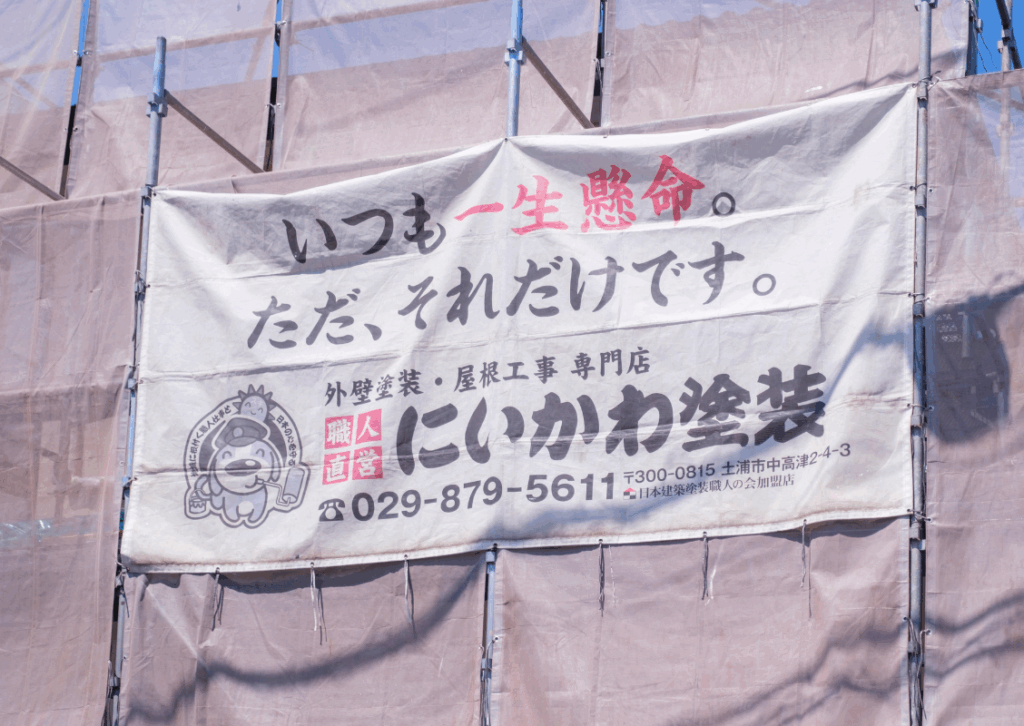 いつも一生懸命。
ただ、それだけです。
外壁塗装・屋根工事 専門店
職人
直営
にいかわ塗装
☎029-879-5611
〒300-0815 土浦市中高津2-4-3
日本建築塗装職人の会加盟店